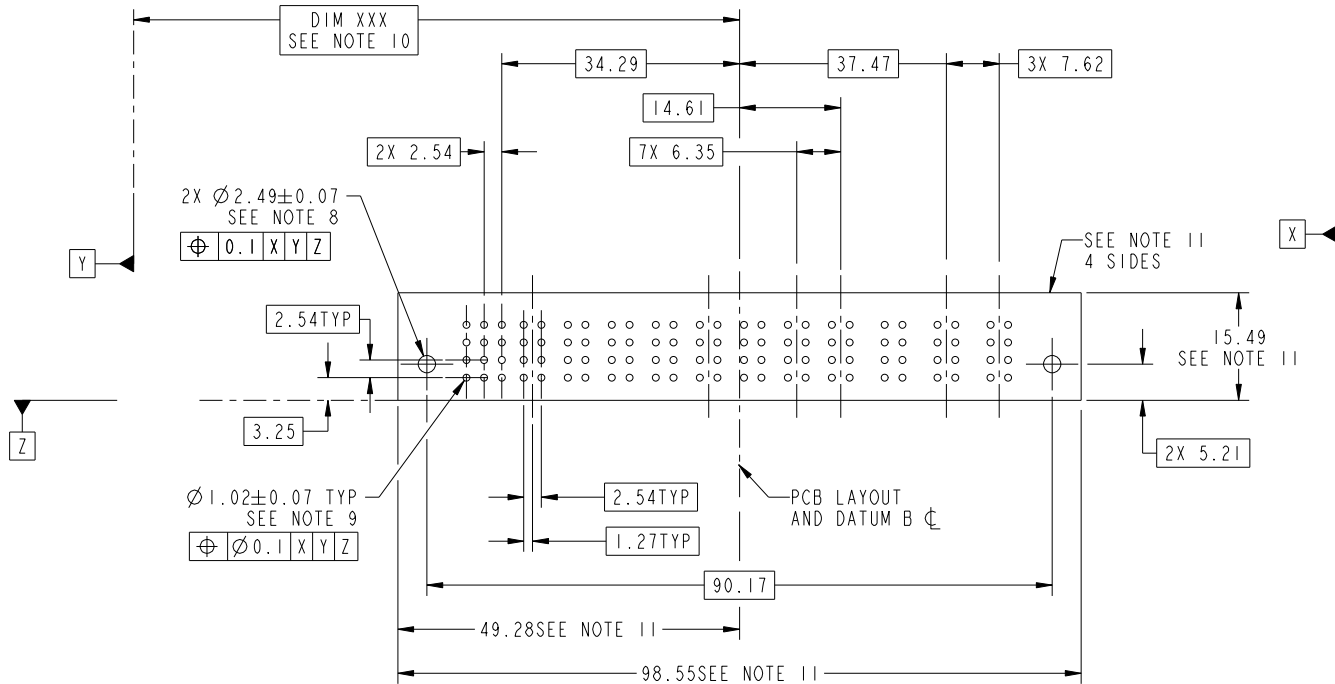 DIM XXX
SEE NOTE 10
34.29
37.47
3X 7.62
14.61
2X 2.54
7X 6.35
2X Ø2.49±0.07
SEE NOTE 8
⌖ 0.1 X Y Z
Y
X
SEE NOTE 11
4 SIDES
2.54TYP
15.49
SEE NOTE 11
3.25
Z
2X 5.21
Ø1.02±0.07 TYP
SEE NOTE 9
⌖ Ø0.1 X Y Z
2.54TYP
PCB LAYOUT
AND DATUM B ℄
1.27TYP
90.17
49.28SEE NOTE 11
98.55SEE NOTE 11